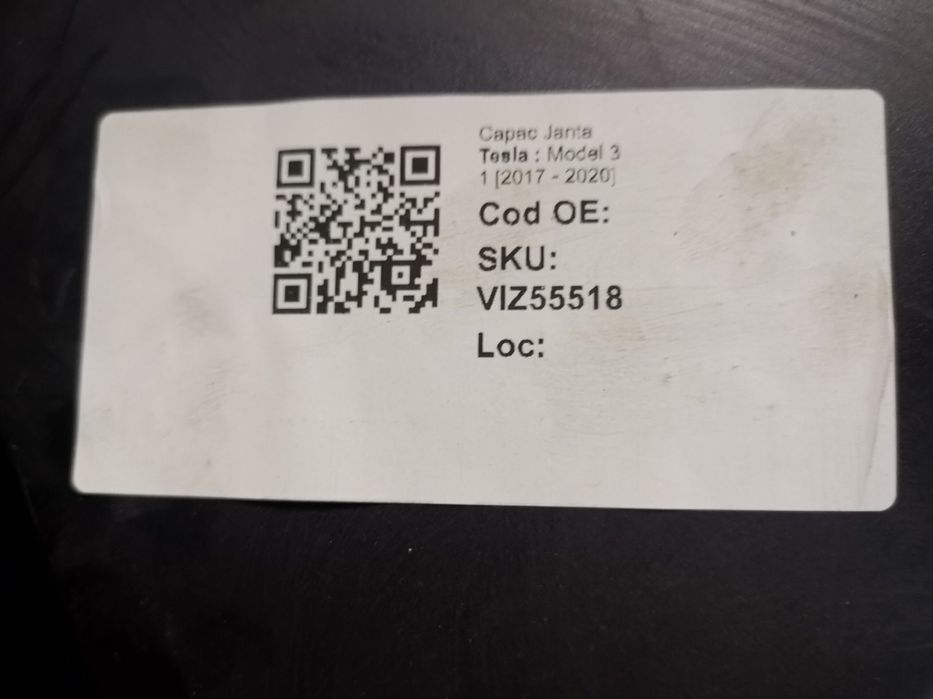 Capac Janta
Tesla : Model 3
1 [2017 - 2020]
Cod OE:
SKU:
VIZ55518
Loc: